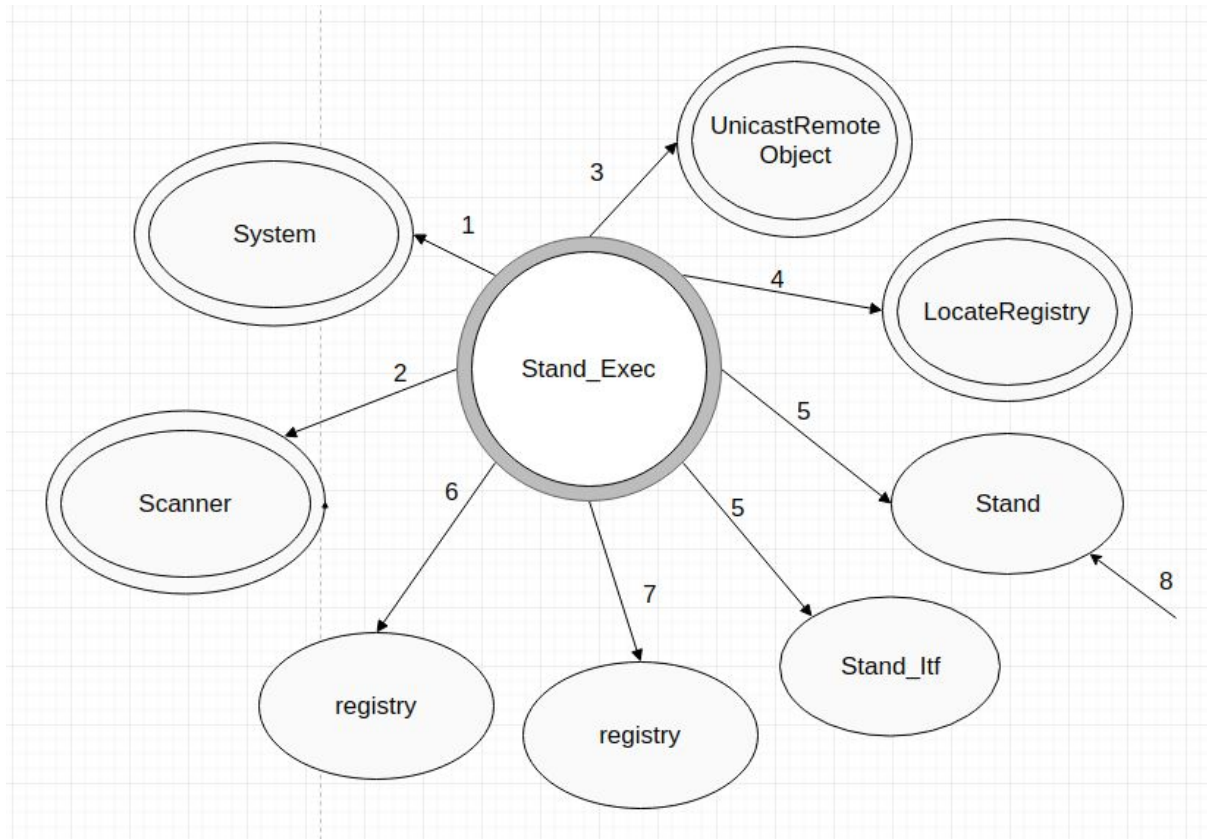 UnicastRemote
Object
3
System
1
4
LocateRegistry
Stand_Exec
2
5
Scanner
6
5
Stand
8
7
Stand_Itf
registry
registry